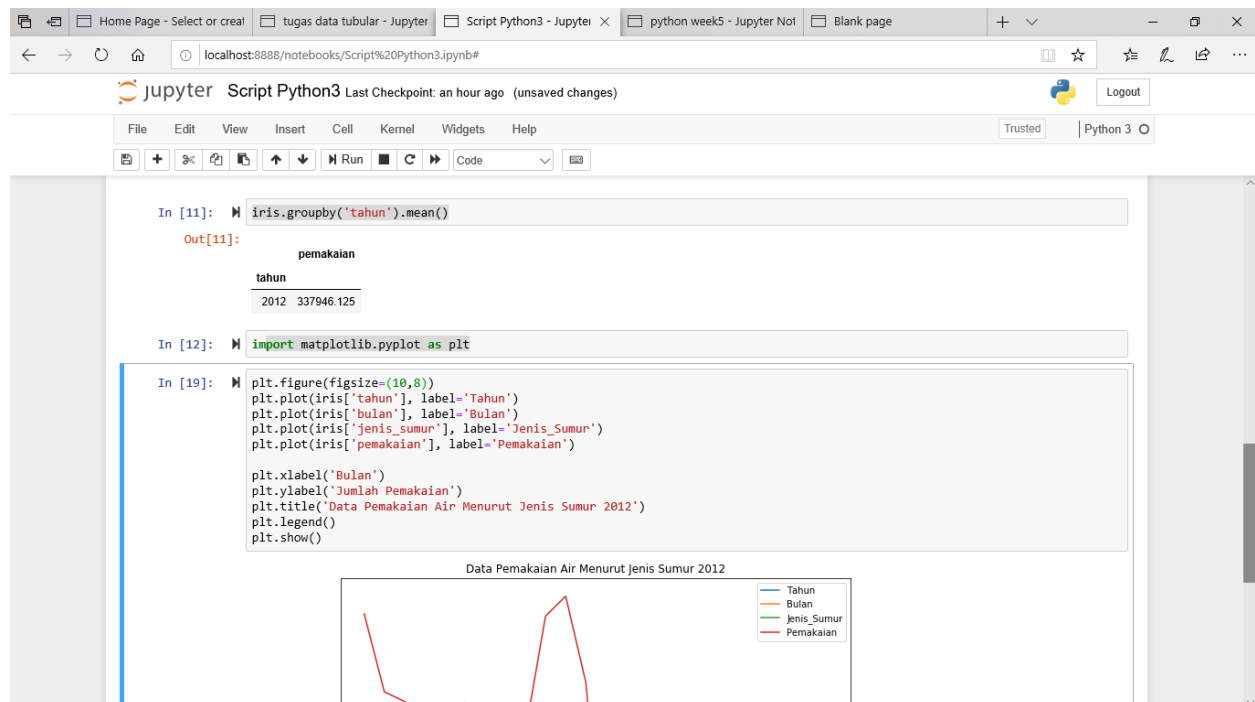 Home Page - Select or creat
tugas data tubular - Jupyter
Script Python3 - Jupyter
python week5 - Jupyter Not
Blank page
localhost:8888/notebooks/Script%20Python3.ipynb#
jupyter Script Python3 Last Checkpoint: an hour ago (unsaved changes)
Logout
File Edit View Insert Cell Kernel Widgets Help
Trusted Python 3
Run Code
In [11]: iris.groupby('tahun').mean()
Out[11]:
pemakaian
tahun
2012 337946.125
In [12]: import matplotlib.pyplot as plt
In [19]: plt.figure(figsize=(10,8))
plt.plot(iris['tahun'], label='Tahun')
plt.plot(iris['bulan'], label='Bulan')
plt.plot(iris['jenis_sumur'], label='Jenis_Sumur')
plt.plot(iris['pemakaian'], label='Pemakaian')
plt.xlabel('Bulan')
plt.ylabel('Jumlah Pemakaian')
plt.title('Data Pemakaian Air Menurut Jenis Sumur 2012')
plt.legend()
plt.show()
Data Pemakaian Air Menurut Jenis Sumur 2012
Tahun
Bulan
Jenis_Sumur
Pemakaian